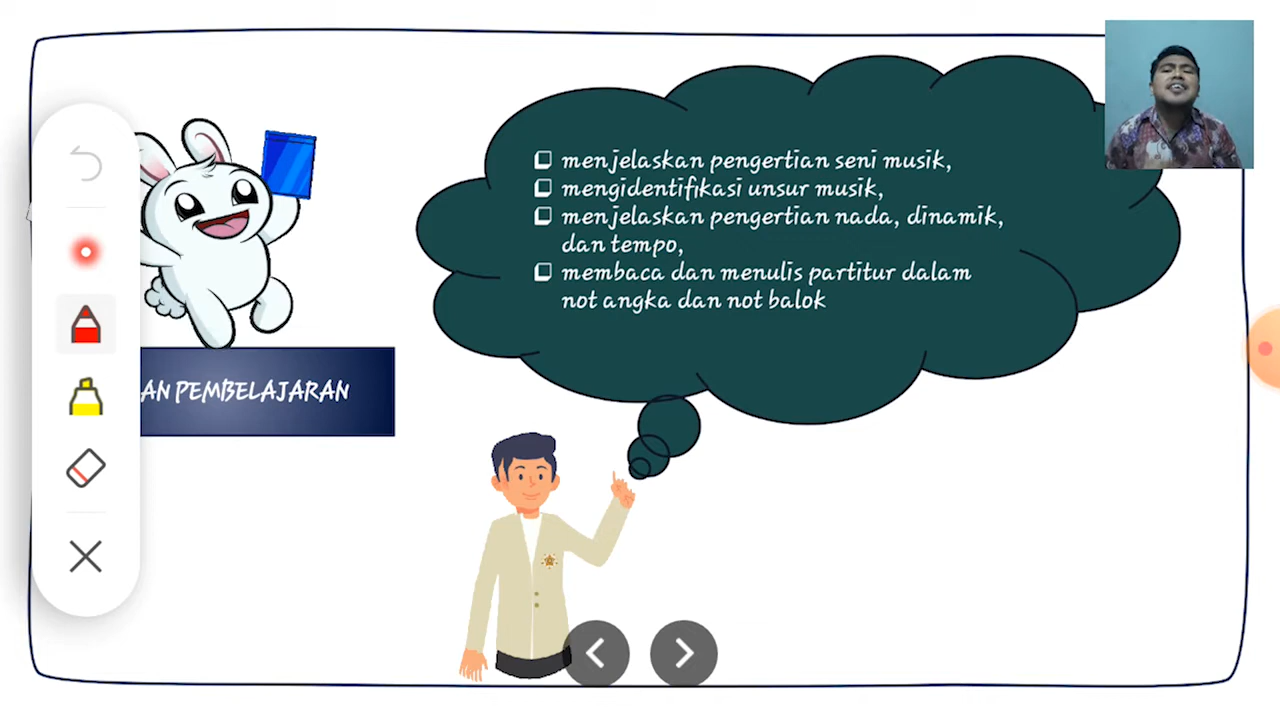 menjelaskan pengertian seni musik,
mengidentifikasi unsur musik,
menjelaskan pengertian nada, dinamik,
dan tempo,
membaca dan menulis partitur dalam
not angka dan not balok
AN PEMBELAJARAN